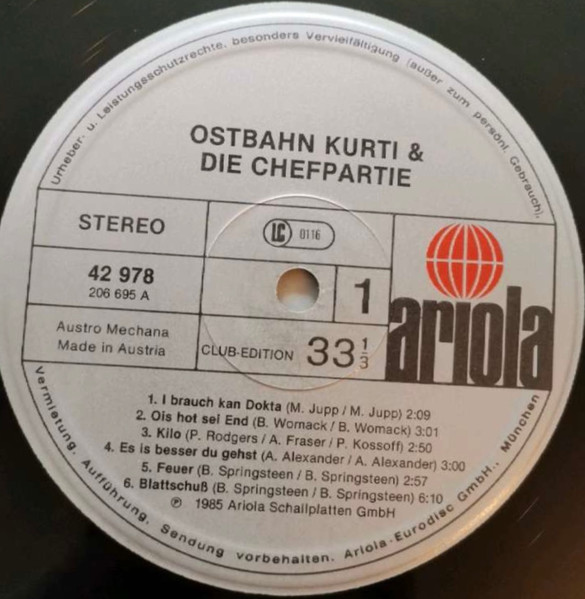 Urheber- u. Leistungsschutzrechte, besonders Vervielfältigung (außer zum persönl. Gebrauch),
OSTBAHN KURTI &
DIE CHEFPARTIE
STEREO
LC 0116
42 978
206 695 A
1
ariola
Austro Mechana
Made in Austria
CLUB-EDITION 33 1/3
1. I brauch kan Dokta (M. Jupp / M. Jupp) 2:09
2. Ois hot sei End (B. Womack / B. Womack) 3:01
3. Kilo (P. Rodgers / A. Fraser / P. Kossoff) 2:50
4. Es is besser du gehst (A. Alexander / A. Alexander) 3:00
5. Feuer (B. Springsteen / B. Springsteen) 2:57
6. Blattschuß (B. Springsteen / B. Springsteen) 6:10
℗ 1985 Ariola Schallplatten GmbH
Vermietung, Aufführung, Sendung vorbehalten. Ariola-Eurodisc GmbH., München